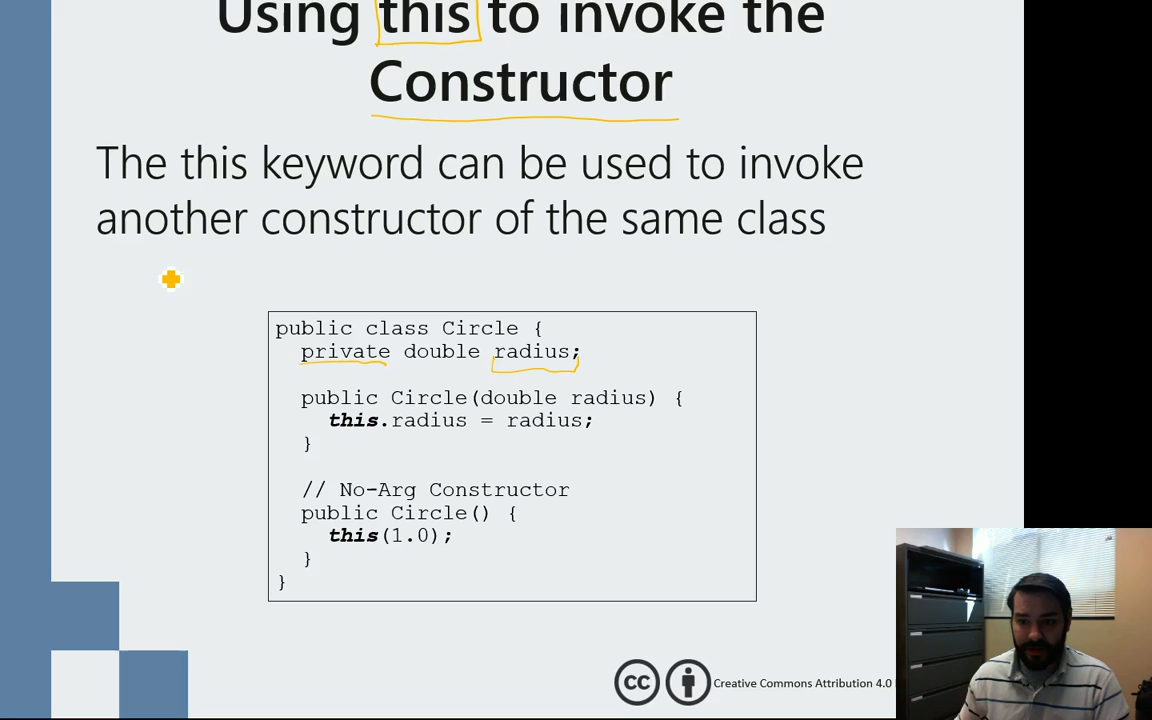 Using this to invoke the
Constructor
The this keyword can be used to invoke
another constructor of the same class
public class Circle {
private double radius;
public Circle(double radius) {
this.radius = radius;
}
// No-Arg Constructor
public Circle() {
this(1.0);
}
}
cc
Creative Commons Attribution 4.0